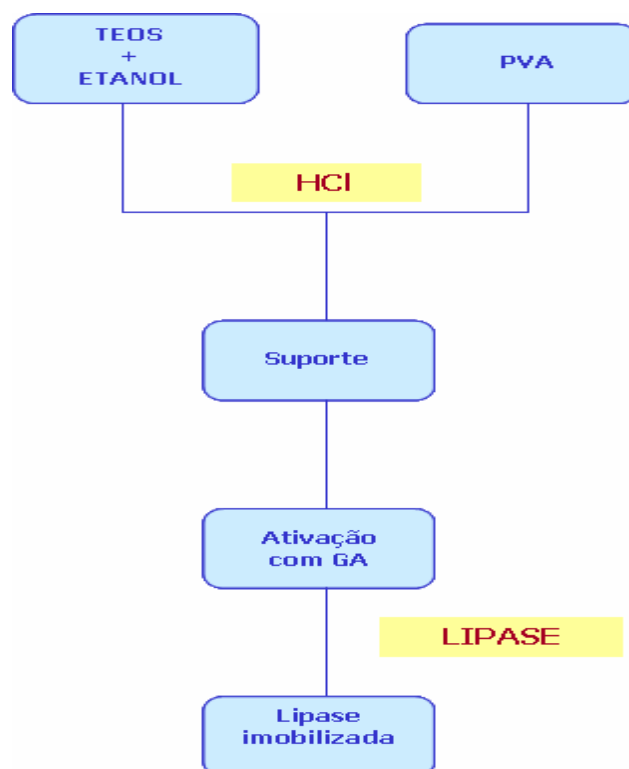 TEOS
+
ETANOL
PVA
HCl
Suporte
Ativação
com GA
LIPASE
Lipase
imobilizada